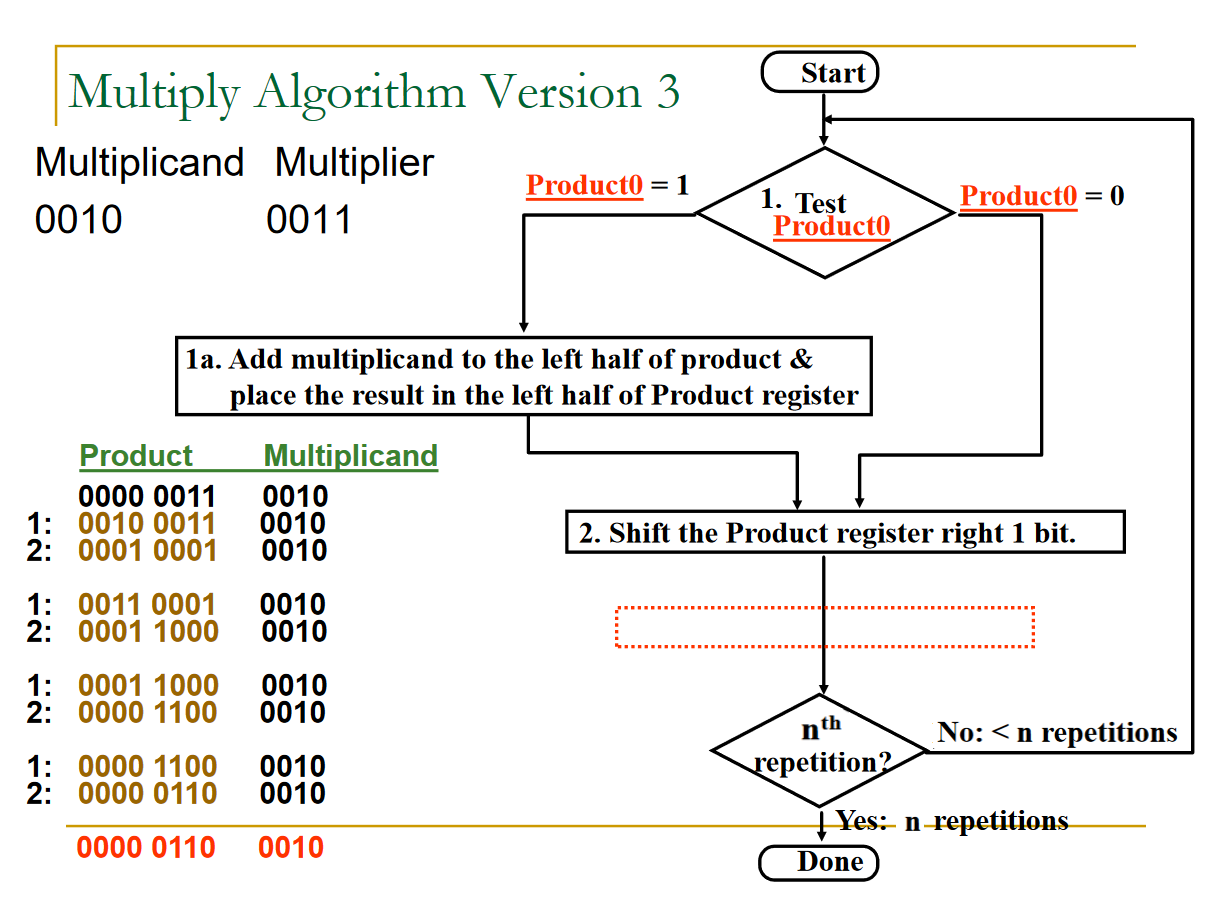 Multiply Algorithm Version 3
Multiplicand Multiplier
0010 0011
Start
Product0 = 1
1. Test
Product0
Product0 = 0
1a. Add multiplicand to the left half of product &
place the result in the left half of Product register
2. Shift the Product register right 1 bit.
nth
repetition?
No: < n repetitions
Yes: n repetitions
Done
Product Multiplicand
0000 0011 0010
1: 0010 0011 0010
2: 0001 0001 0010
1: 0011 0001 0010
2: 0001 1000 0010
1: 0001 1000 0010
2: 0000 1100 0010
1: 0000 1100 0010
2: 0000 0110 0010
0000 0110 0010